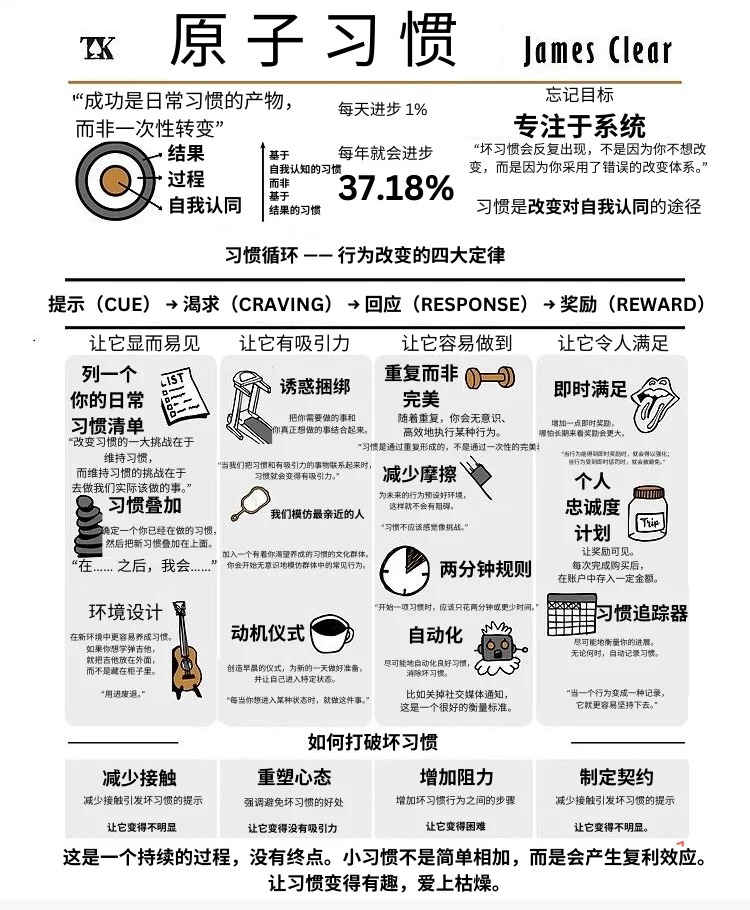 TK
原子习惯
James Clear
“成功是日常习惯的产物，
而非一次性转变”
结果
过程
自我认同
基于
自我认知的习惯
而非
基于
结果的习惯
每天进步 1%
每年就会进步
37.18%
忘记目标
专注于系统
“坏习惯会反复出现，不是因为你不想改
变，而是因为你采用了错误的改变体系。”
习惯是改变对自我认同的途径
习惯循环 —— 行为改变的四大定律
提示（CUE） → 渴求（CRAVING） → 回应（RESPONSE） → 奖励（REWARD）
让它显而易见
列一个
你的日常
习惯清单
LIST
“改变习惯的一大挑战在于
维持习惯，
而维持习惯的挑战在于
去做我们实际该做的事。”
习惯叠加
确定一个你已经在做的习惯，
然后把新习惯叠加在上面。
“在…… 之后，我会……”
环境设计
在新环境中更容易养成习惯。
如果你想学弹吉他，
就把吉他放在外面，
而不是藏在柜子里。
“用进废退。”
让它有吸引力
诱惑捆绑
把你需要做的事和
你真正想做的事结合起来。
“当我们把习惯和有吸引力的事物联系起来时，
习惯就会变得有吸引力。”
我们模仿最亲近的人
加入一个有着你渴望养成的习惯的文化群体。
你会开始无意识地模仿群体中的常见行为。
动机仪式
创造早晨的仪式，为新的一天做好准备，
并让自己进入特定状态。
“每当你想进入某种状态时，就做这件事。”
让它容易做到
重复而非
完美
随着重复，你会无意识、
高效地执行某种行为。
“习惯是通过重复形成的，不是通过一次性的完美
减少摩擦
为未来的行为预设好环境，
这样就不会有阻碍。
“习惯不应该感觉像挑战。”
两分钟规则
“开始一项习惯时，应该只花两分钟或更少时间。”
自动化
尽可能地自动化良好习惯，
消除坏习惯。
比如关掉社交媒体通知，
这是一个很好的衡量标准。
让它令人满足
即时满足
增加一点即时奖励，
哪怕长期来看奖励会更大。
“当行为能得到即时奖励时，就会得以强化；
当行为受到即时惩罚时，就会被避免。”
个人
忠诚度
计划
Trip
让奖励可见。
每次完成购买后，
在账户中存入一定金额。
习惯追踪器
尽可能地衡量你的进展，
无论何时，自动记录习惯。
“当一个行为变成一种记录，
它就更容易坚持下去。”
如何打破坏习惯
减少接触
减少接触引发坏习惯的提示
让它变得不明显
重塑心态
强调避免坏习惯的好处
让它变得没有吸引力
增加阻力
增加坏习惯行为之间的步骤
让它变得困难
制定契约
减少接触引发坏习惯的提示
让它变得不明显。
这是一个持续的过程，没有终点。小习惯不是简单相加，而是会产生复利效应。
让习惯变得有趣，爱上枯燥。